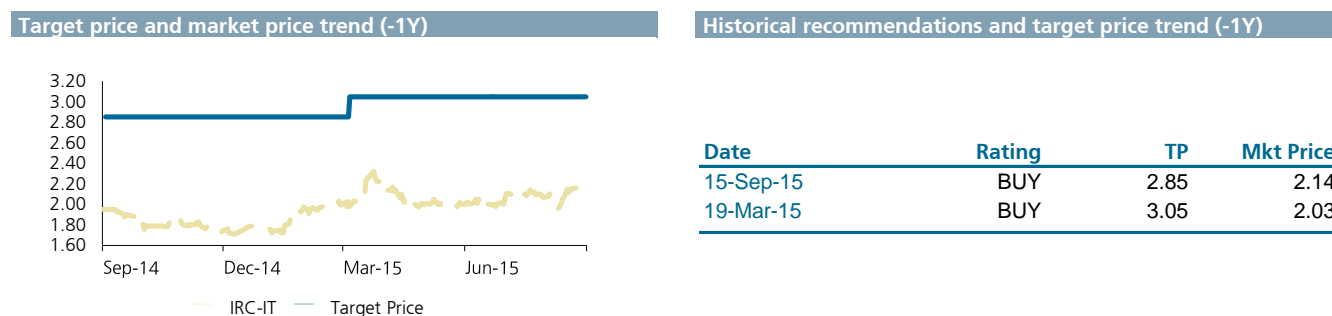 Target price and market price trend (-1Y)
3.20
3.00
2.80
2.60
2.40
2.20
2.00
1.80
1.60
Sep-14 Dec-14 Mar-15 Jun-15
IRC-IT Target Price
Historical recommendations and target price trend (-1Y)
Date Rating TP Mkt Price
15-Sep-15 BUY 2.85 2.14
19-Mar-15 BUY 3.05 2.03